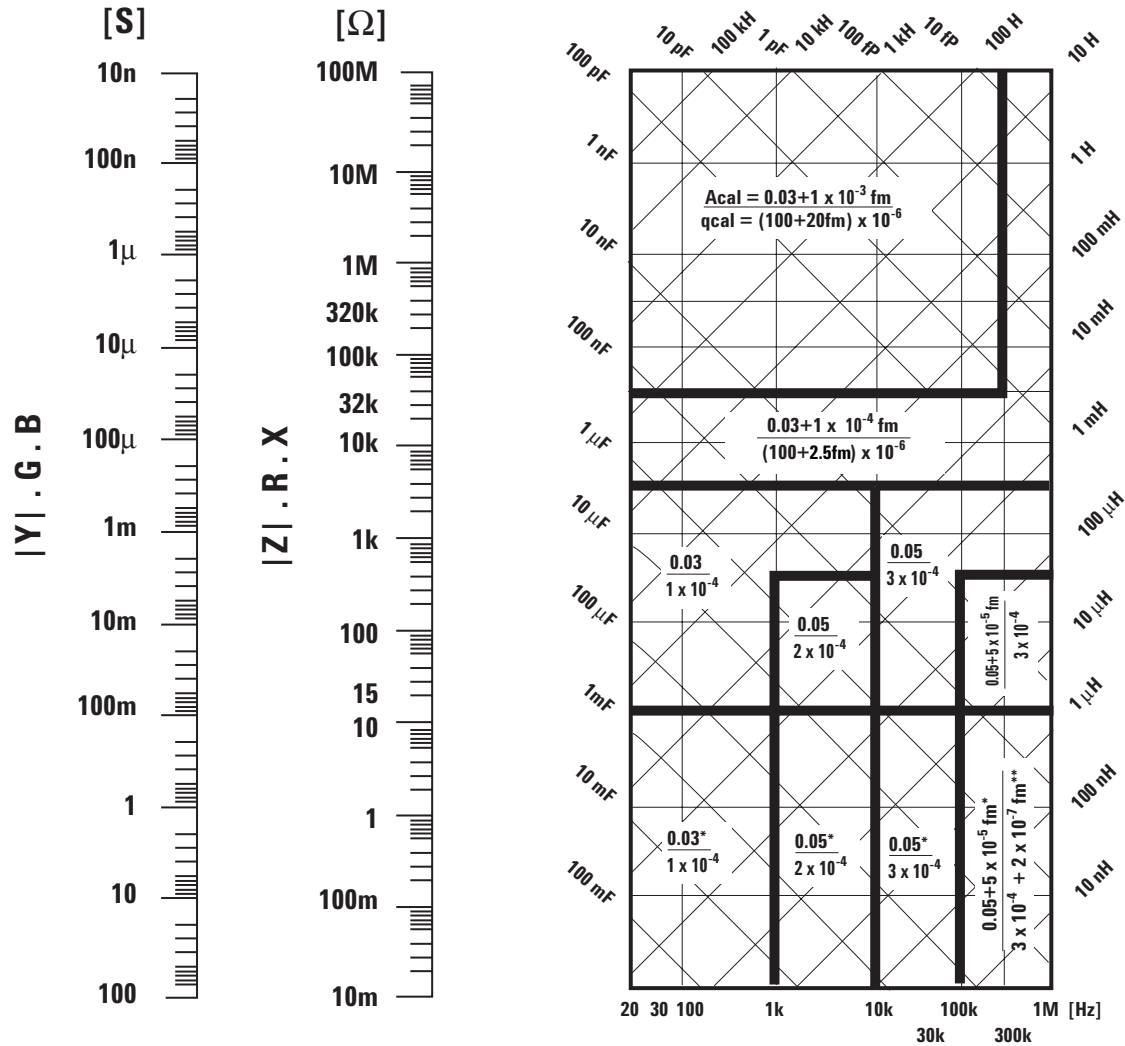 [S]
10n
100n
1µ
10µ
100µ
1m
10m
100m
1
10
100
|Y| . G . B
[Ω]
100M
10M
1M
320k
100k
32k
10k
1k
100
15
10
1
100m
10m
|Z| . R . X
10 pF 100 kH 1 pF 10 kH 100 fP 1 kH 10 fP 100 H 10 H
100 pF
1 nF
10 nF
100 nF
1 µF
10 µF
100 µF
1mF
10 mF
100 mF
1 H
100 mH
10 mH
1 mH
100 µH
10 µH
1 µH
100 nH
10 nH
Acal = 0.03+1 x 10⁻³ fm
qcal = (100+20fm) x 10⁻⁶
0.03+1 x 10⁻⁴ fm
(100+2.5fm) x 10⁻⁶
0.03
1 x 10⁻⁴
0.05
2 x 10⁻⁴
0.05
3 x 10⁻⁴
0.05+5 x 10⁻⁵ fm
3 x 10⁻⁴
0.03*
1 x 10⁻⁴
0.05*
2 x 10⁻⁴
0.05*
3 x 10⁻⁴
0.05+5 x 10⁻⁵ fm*
3 x 10⁻⁴ + 2 x 10⁻⁷ fm**
20 30 100 1k 10k 100k 1M [Hz]
30k 300k